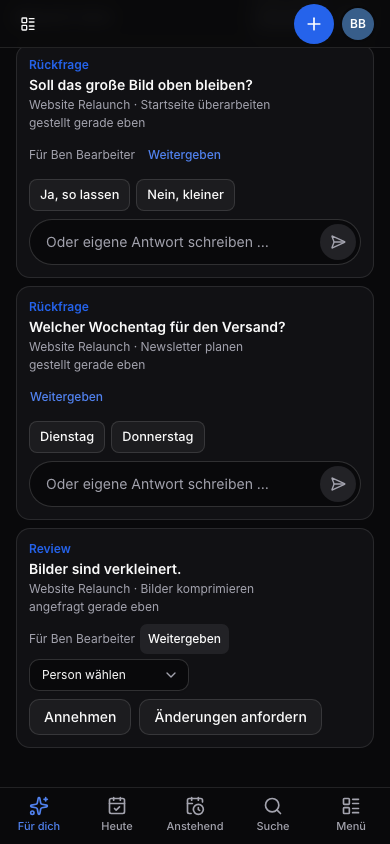 BB
Rückfrage
Soll das große Bild oben bleiben?
Website Relaunch · Startseite überarbeiten
gestellt gerade eben
Für Ben Bearbeiter Weitergeben
Ja, so lassen Nein, kleiner
Oder eigene Antwort schreiben ...
Rückfrage
Welcher Wochentag für den Versand?
Website Relaunch · Newsletter planen
gestellt gerade eben
Weitergeben
Dienstag Donnerstag
Oder eigene Antwort schreiben ...
Review
Bilder sind verkleinert.
Website Relaunch · Bilder komprimieren
angefragt gerade eben
Für Ben Bearbeiter Weitergeben
Person wählen
Annehmen Änderungen anfordern
Für dich Heute Anstehend Suche Menü